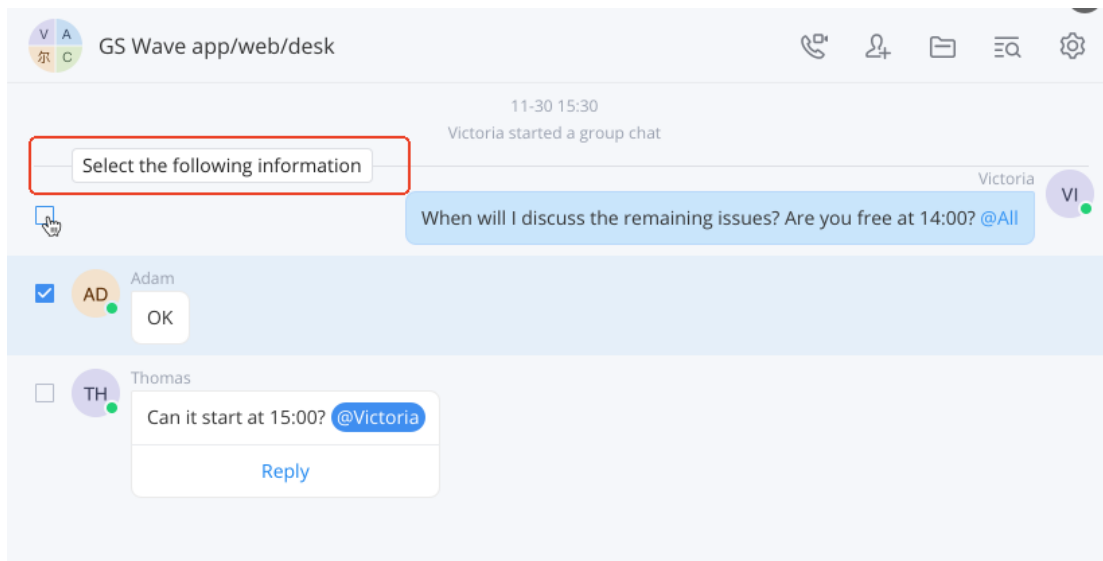 V A
尔 C
GS Wave app/web/desk
11-30 15:30
Victoria started a group chat
Select the following information
Victoria
VI
When will I discuss the remaining issues? Are you free at 14:00? @All
Adam
AD
OK
Thomas
TH
Can it start at 15:00? @Victoria
Reply